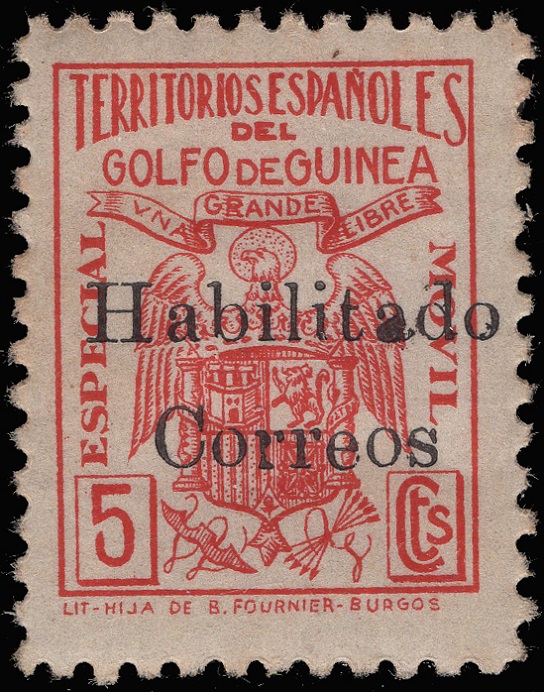 TERRITORIOS ESPAÑOLES
DEL
GOLFO DE GUINEA
VNA GRANDE LIBRE
ESPECIAL
MOVIL
Habilitado
Correos
5
Cts
LIT-HIJA DE B. FOURNIER-BURGOS